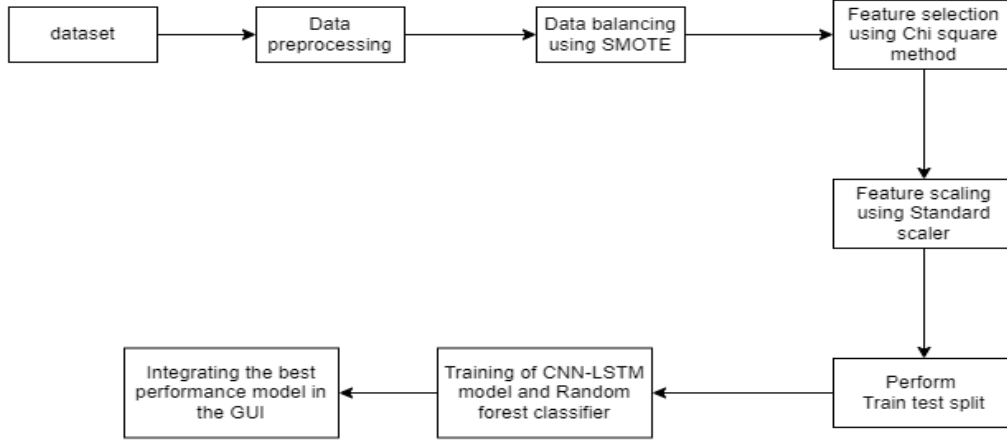 dataset
Data
preprocessing
Data balancing
using SMOTE
Feature selection
using Chi square
method
Feature scaling
using Standard
scaler
Perform
Train test split
Training of CNN-LSTM
model and Random
forest classifier
Integrating the best
performance model in
the GUI